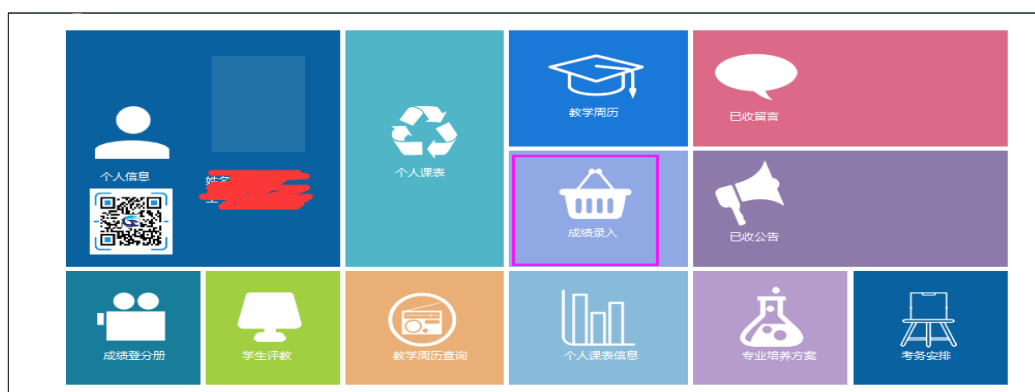 个人信息
姓名
个人课表
教学周历
已收留言
成绩录入
已收公告
成绩登分册
学生评教
教学周历查询
个人课表信息
专业培养方案
考务安排